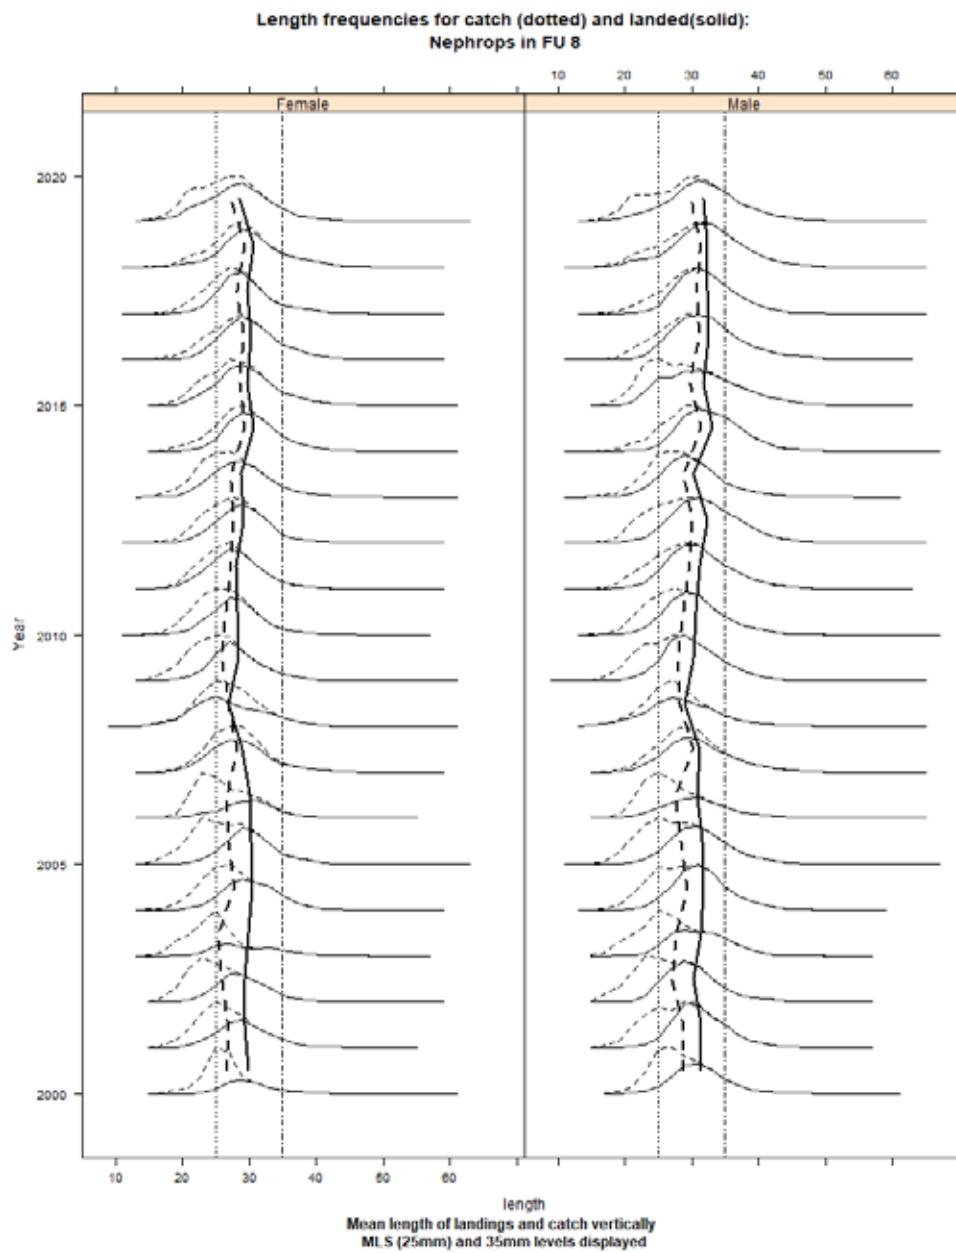 Length frequencies for catch (dotted) and landed(solid):
Nephrops in FU 8
10 20 30 40 50 60
Female Male
2020
2015
2010
Year
2005
2000
10 20 30 40 50 60
length
Mean length of landings and catch vertically
MLS (25mm) and 35mm levels displayed